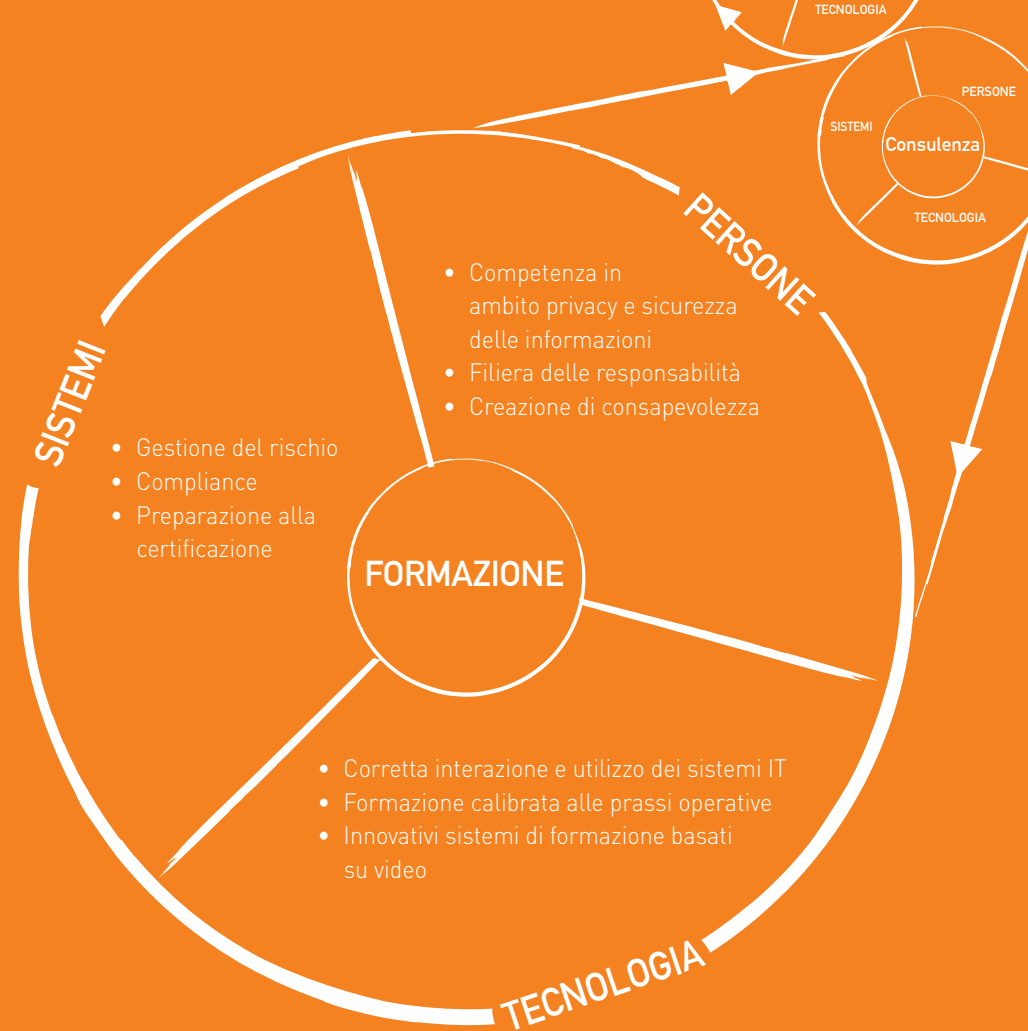 TECNOLOGIA
PERSONE
SISTEMI
Consulenza
TECNOLOGIA
PERSONE
• Competenza in
ambito privacy e sicurezza
delle informazioni
• Filiera delle responsabilità
• Creazione di consapevolezza
SISTEMI
• Gestione del rischio
• Compliance
• Preparazione alla
certificazione
FORMAZIONE
• Corretta interazione e utilizzo dei sistemi IT
• Formazione calibrata alle prassi operative
• Innovativi sistemi di formazione basati
su video
TECNOLOGIA